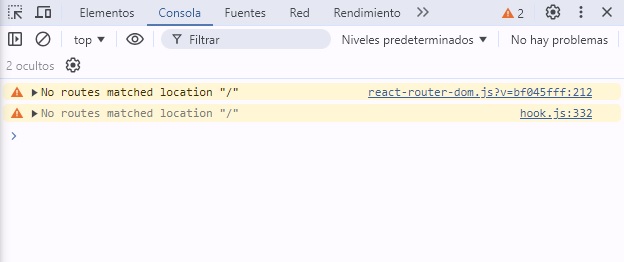 Elementos Consola Fuentes Red Rendimiento 2
top Filtrar Niveles predeterminados No hay problemas
2 ocultos
No routes matched location "/" react-router-dom.js?v=bf045fff:212
No routes matched location "/" hook.js:332